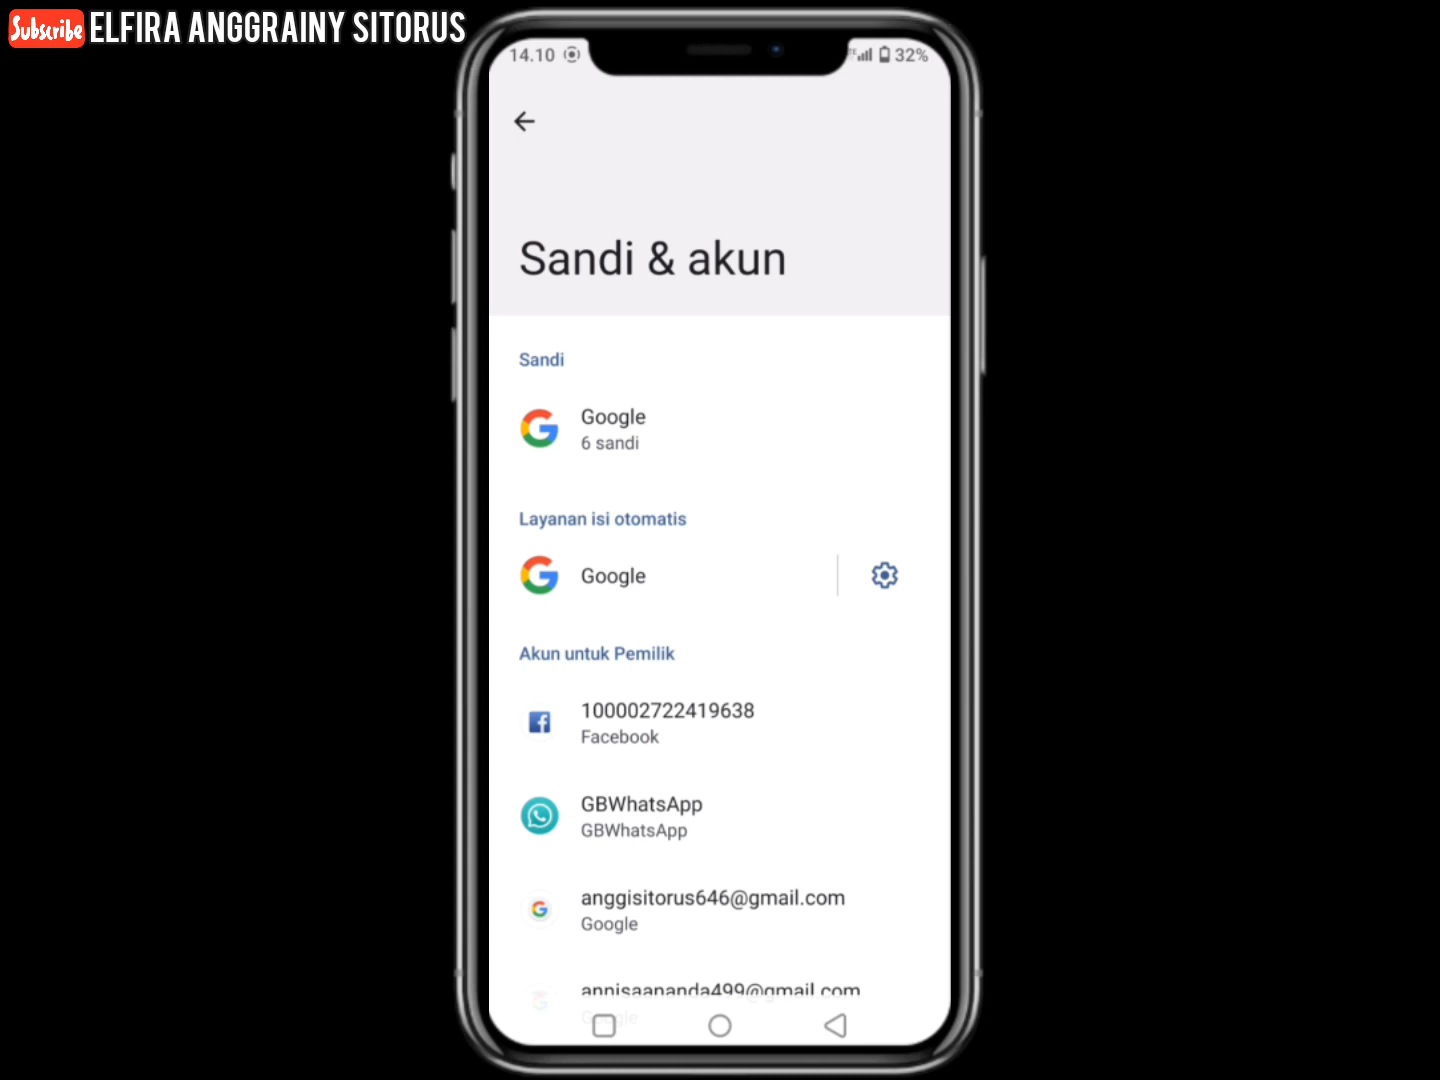 Subscribe ELFIRA ANGGRAINY SITORUS
14.10 32%
Sandi & akun
Sandi
Google
6 sandi
Layanan isi otomatis
Google
Akun untuk Pemilik
100002722419638
Facebook
GBWhatsApp
GBWhatsApp
anggisitorus646@gmail.com
Google
annisaananda499@gmail.com
Google